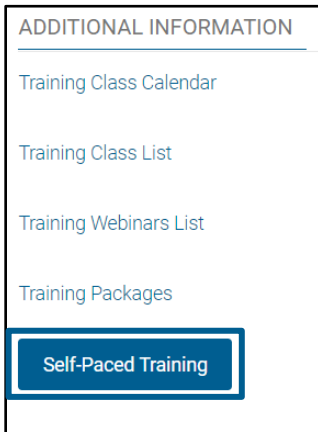 ADDITIONAL INFORMATION
Training Class Calendar
Training Class List
Training Webinars List
Training Packages
Self-Paced Training